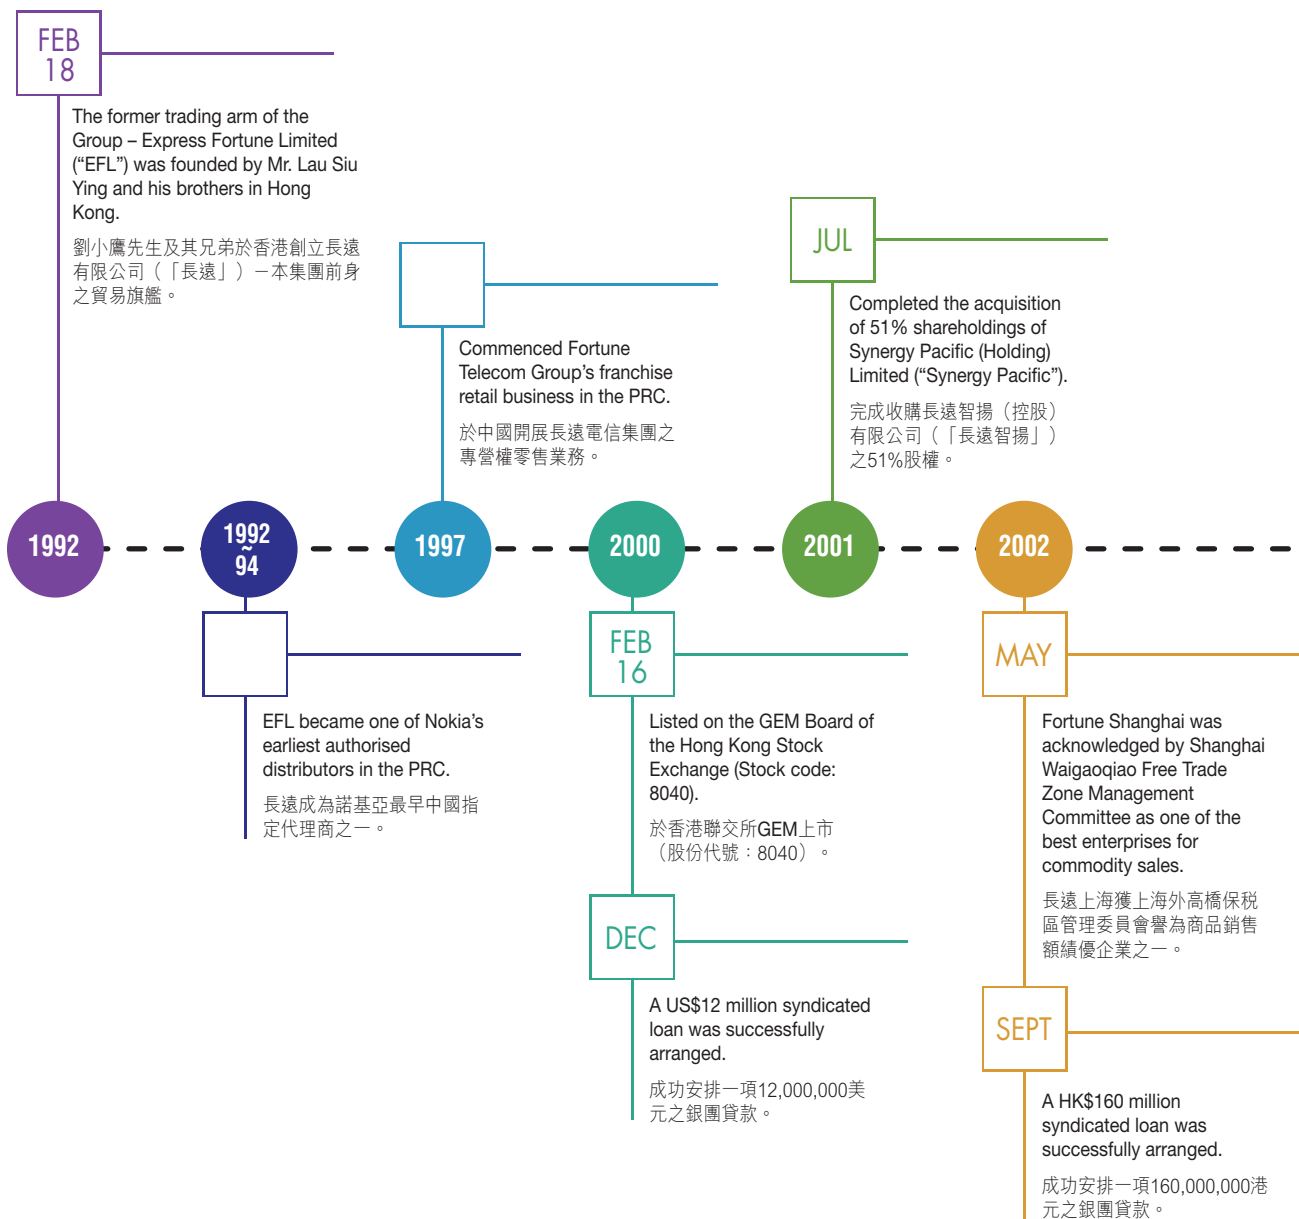 FEB
18
The former trading arm of the
Group – Express Fortune Limited
(“EFL”) was founded by Mr. Lau Siu
Ying and his brothers in Hong
Kong.
劉小鷹先生及其兄弟於香港創立長遠
有限公司（「長遠」）－本集團前身
之貿易旗艦。
Commenced Fortune
Telecom Group’s franchise
retail business in the PRC.
於中國開展長遠電信集團之
專營權零售業務。
JUL
Completed the acquisition
of 51% shareholdings of
Synergy Pacific (Holding)
Limited (“Synergy Pacific”).
完成收購長遠智揚（控股）
有限公司（「長遠智揚」）
之51%股權。
1992
1992
~
94
1997
2000
2001
2002
EFL became one of Nokia’s
earliest authorised
distributors in the PRC.
長遠成為諾基亞最早中國指
定代理商之一。
FEB
16
Listed on the GEM Board of
the Hong Kong Stock
Exchange (Stock code:
8040).
於香港聯交所GEM上市
（股份代號：8040）。
DEC
A US$12 million syndicated
loan was successfully
arranged.
成功安排一項12,000,000美
元之銀團貸款。
MAY
Fortune Shanghai was
acknowledged by Shanghai
Waigaoqiao Free Trade
Zone Management
Committee as one of the
best enterprises for
commodity sales.
長遠上海獲上海外高橋保税
區管理委員會譽為商品銷售
額績優企業之一。
SEPT
A HK$160 million
syndicated loan was
successfully arranged.
成功安排一項160,000,000港
元之銀團貸款。